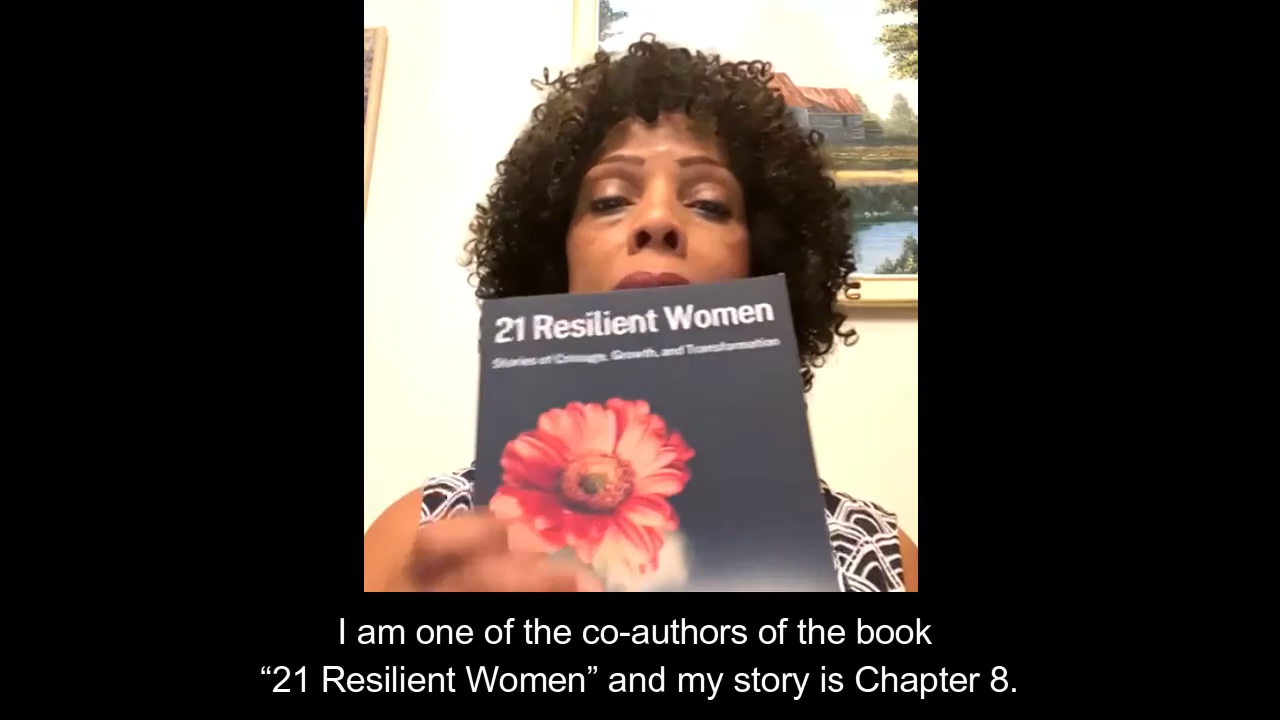 21 Resilient Women
Stories of Courage, Growth, and Transformation
I am one of the co-authors of the book
“21 Resilient Women” and my story is Chapter 8.